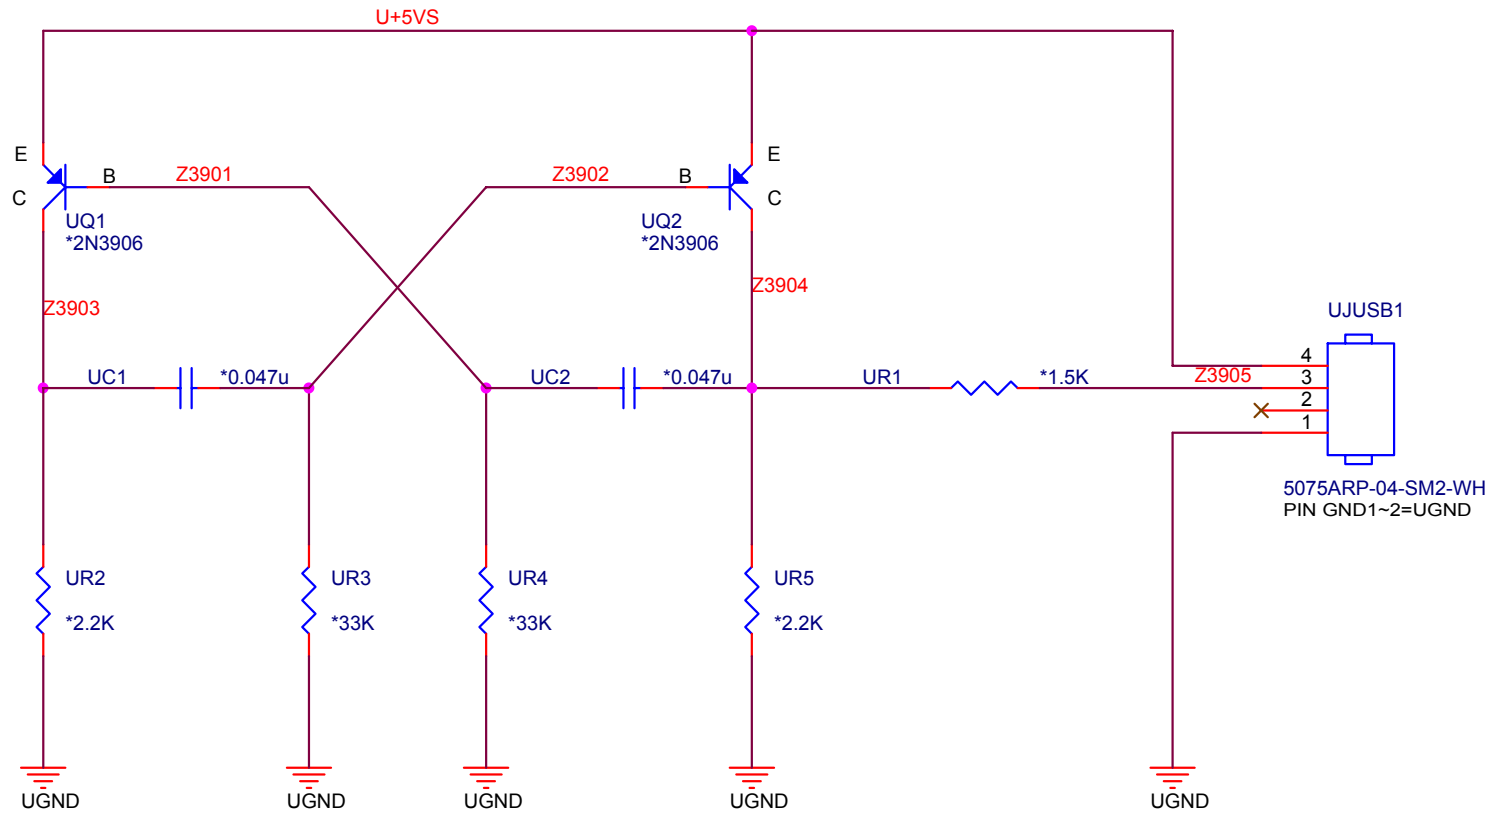 U+5VS
E
C
B
Z3901
UQ1
*2N3906
Z3902
B
E
C
UQ2
*2N3906
Z3903
Z3904
UJUSB1
UC1
*0.047u
UC2
*0.047u
UR1
*1.5K
Z3905
4
3
2
1
5075ARP-04-SM2-WH
PIN GND1~2=UGND
UR2
*2.2K
UR3
*33K
UR4
*33K
UR5
*2.2K
UGND
UGND
UGND
UGND
UGND